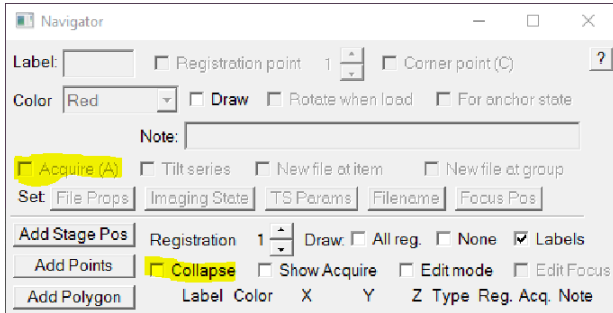 Navigator
Label: Registration point 1 Corner point (C) ?
Color Red Draw Rotate when load For anchor state
Note:
Acquire (A) Tilt series New file at item New file at group
Set: File Props Imaging State TS Params Filename Focus Pos
Add Stage Pos Registration 1 Draw: All reg. None Labels
Add Points Collapse Show Acquire Edit mode Edit Focus
Add Polygon Label Color X Y Z Type Reg. Acq. Note